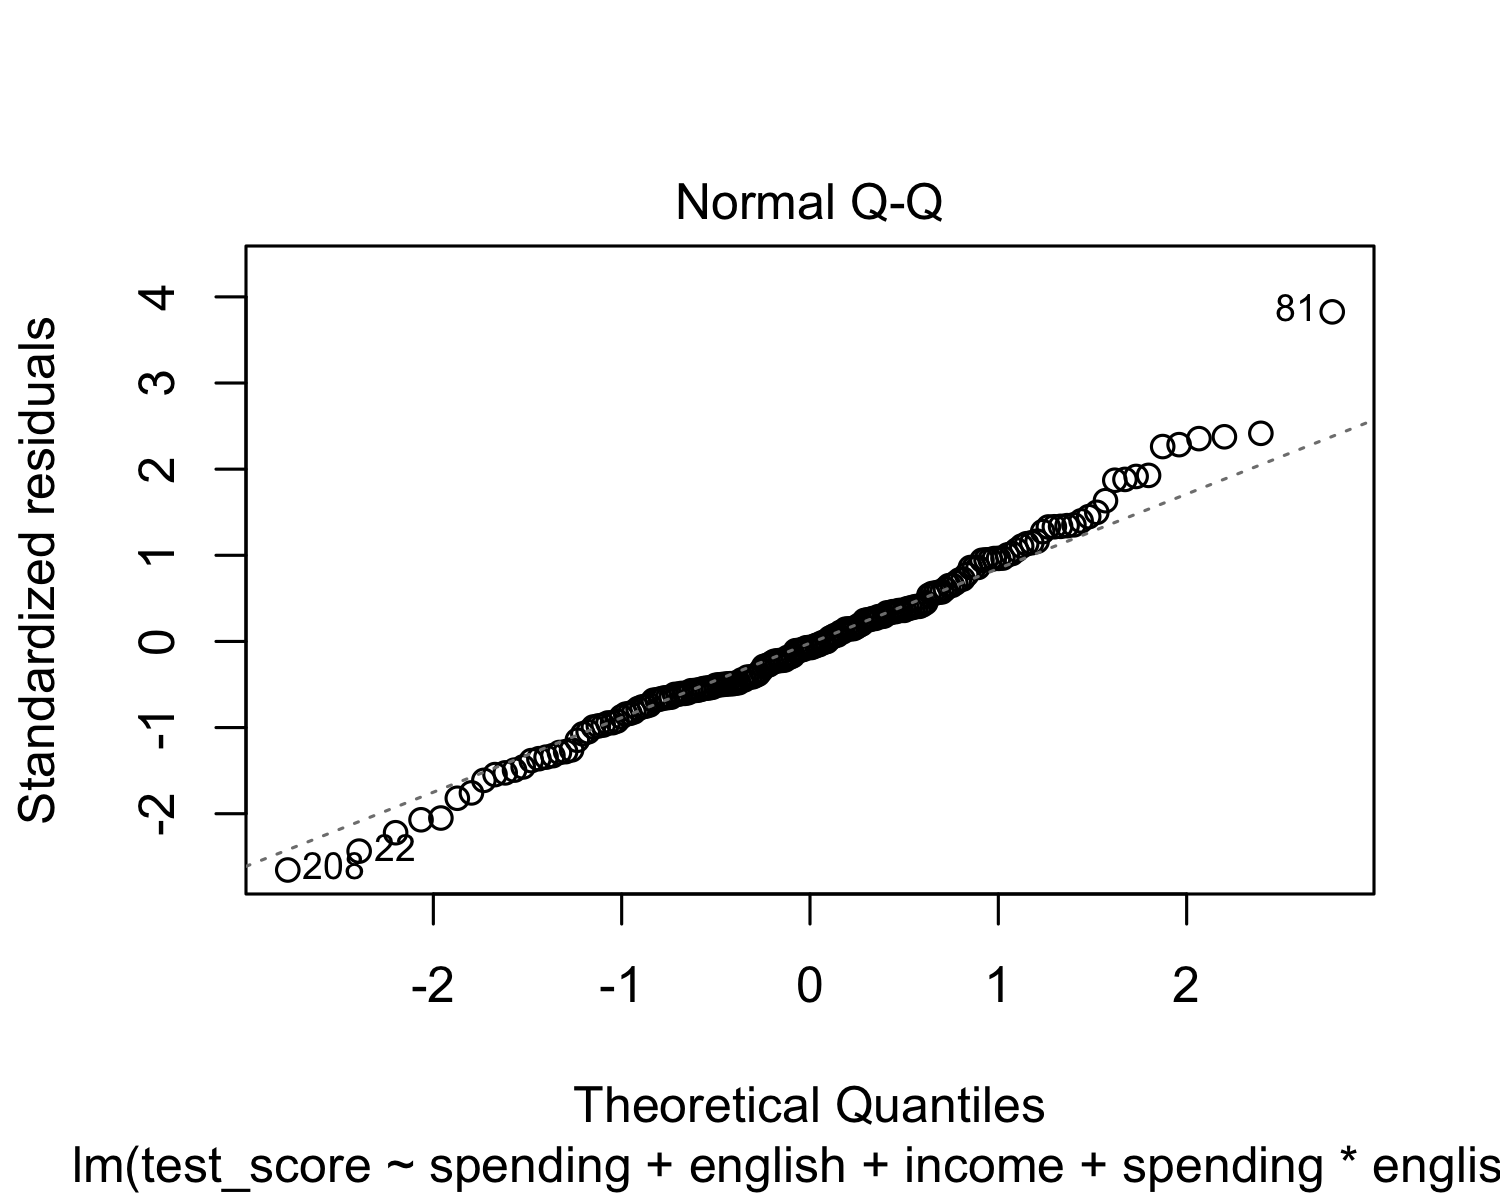 Normal Q-Q
Standardized residuals
4
3
2
1
0
-1
-2
81
22
208
-2 -1 0 1 2
Theoretical Quantiles
lm(test_score ~ spending + english + income + spending * englis